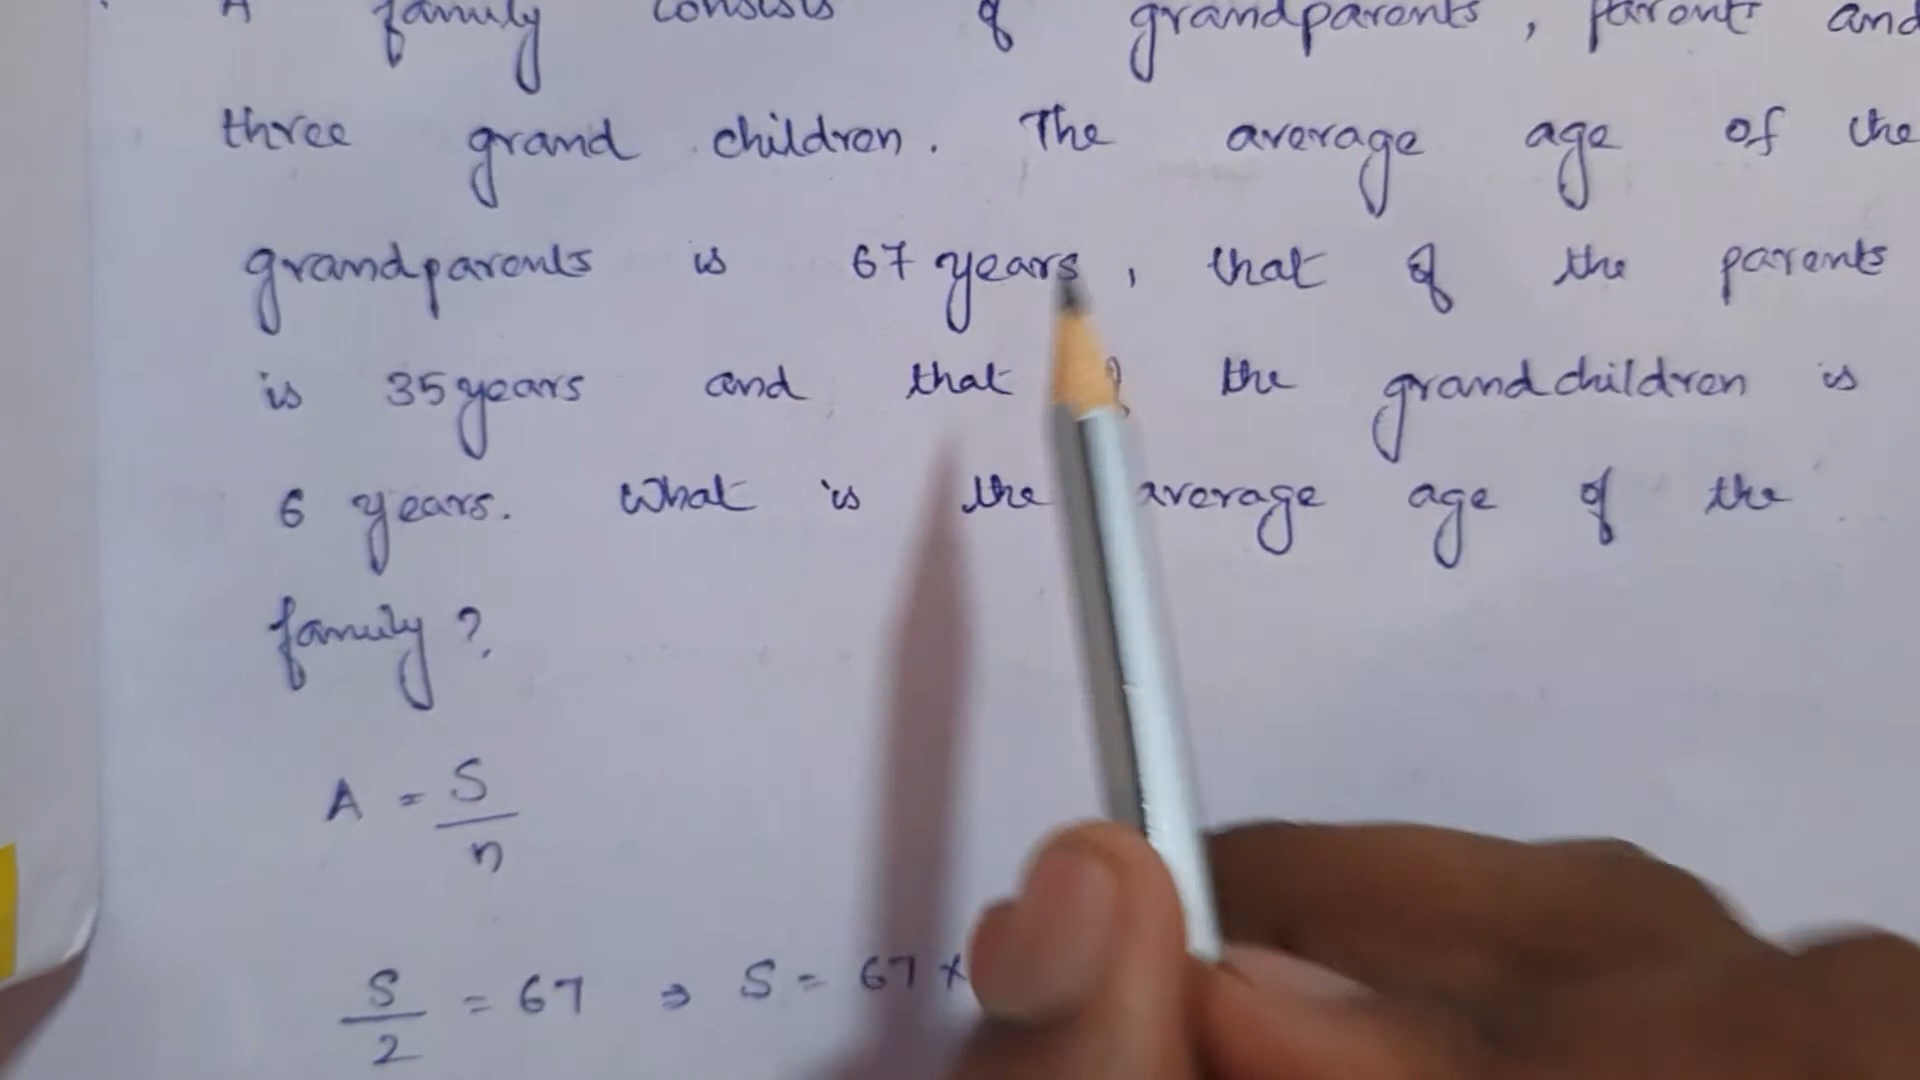 A family consists of grandparents, parents and
three grand children. The average age of the
grandparents is 67 years, that of the parents
is 35 years and that of the grandchildren is
6 years. What is the average age of the
family?
A = S/n
S/2 = 67 ⇒ S = 67 ×